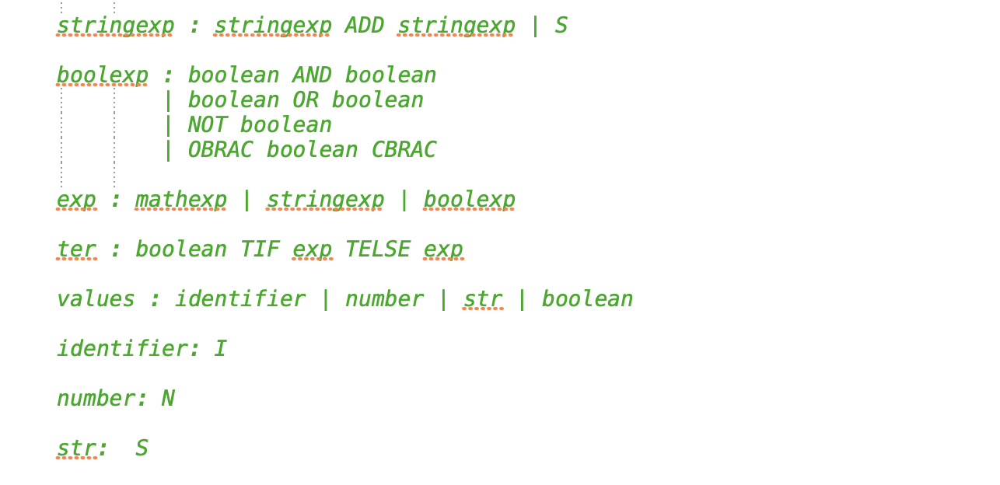 stringexp : stringexp ADD stringexp | S
boolexp : boolean AND boolean
| boolean OR boolean
| NOT boolean
| OBRAC boolean CBRAC
exp : mathexp | stringexp | boolexp
ter : boolean TIF exp TELSE exp
values : identifier | number | str | boolean
identifier: I
number: N
str:  S